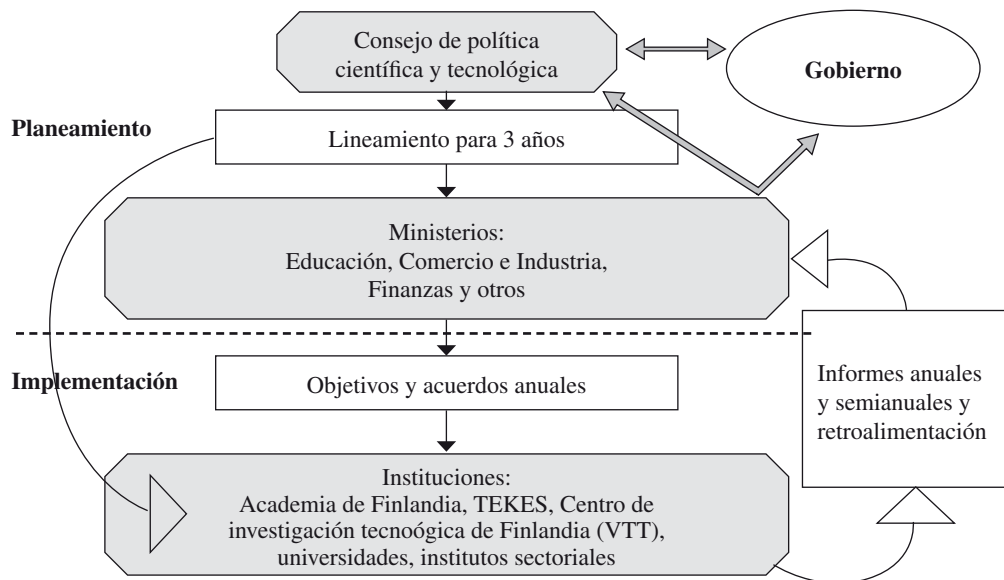 Consejo de política
científica y tecnológica
Gobierno
Planeamiento
Lineamiento para 3 años
Ministerios:
Educación, Comercio e Industria,
Finanzas y otros
Implementación
Objetivos y acuerdos anuales
Informes anuales
y semianuales y
retroalimentación
Instituciones:
Academia de Finlandia, TEKES, Centro de
investigación tecnoógica de Finlandia (VTT),
universidades, institutos sectoriales